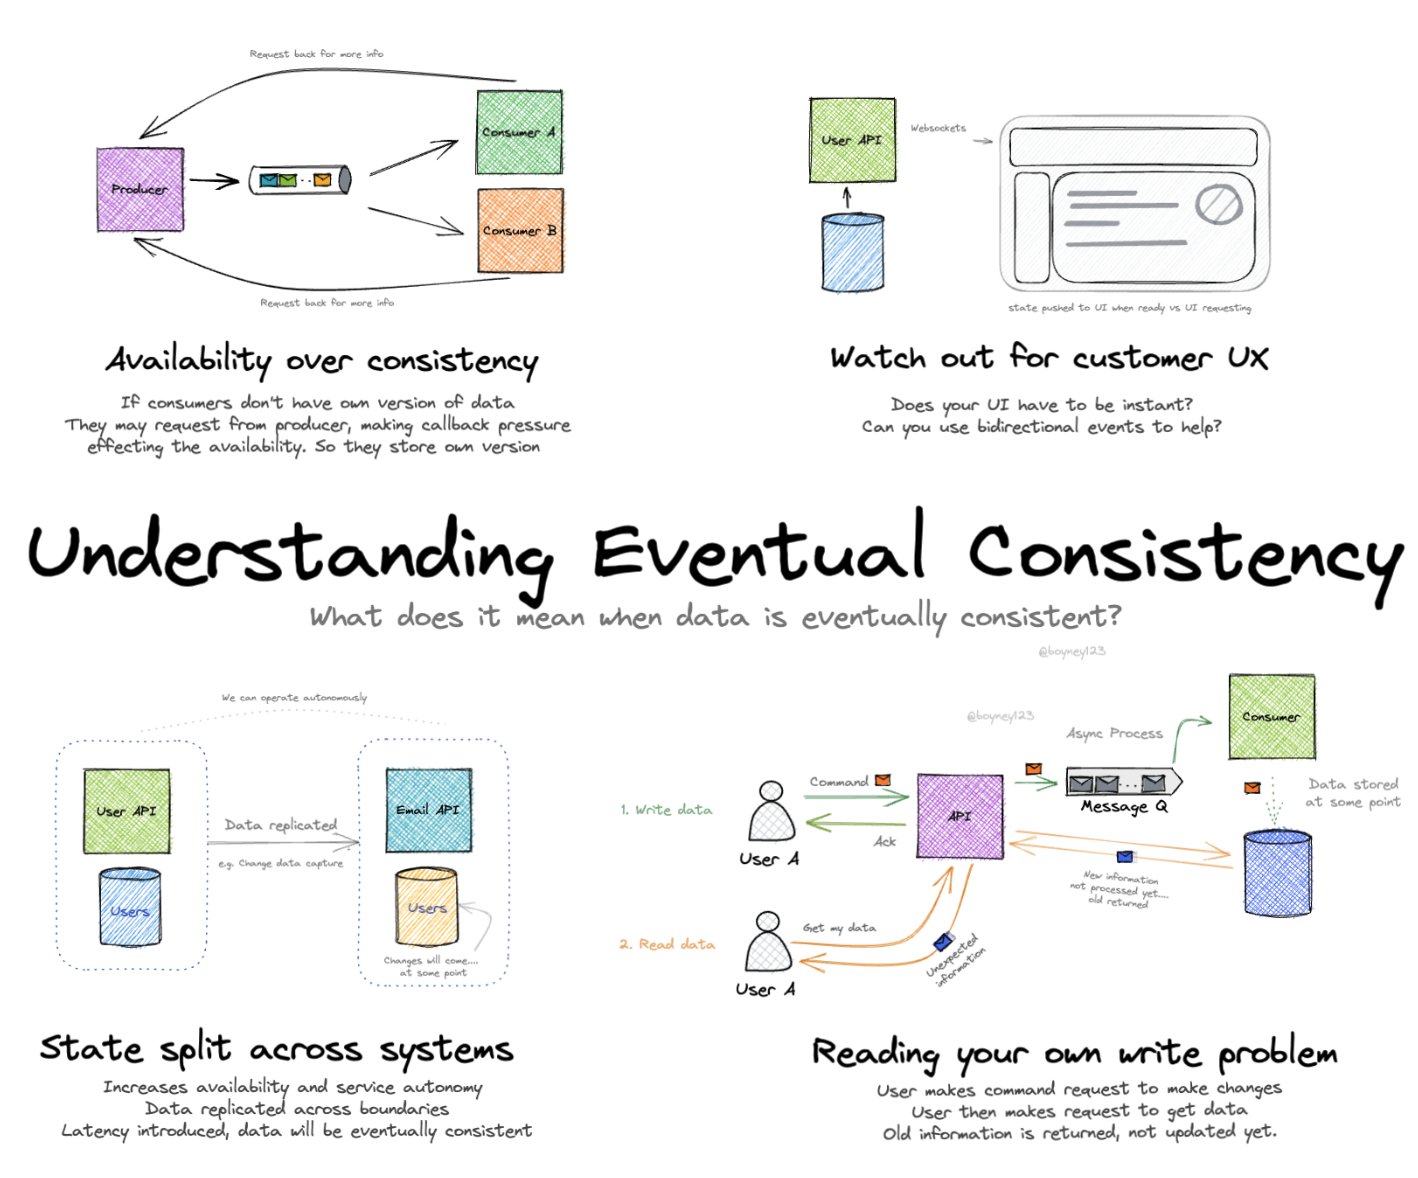 Request back for more info
Consumer A
Producer
Consumer B
Request back for more info
Availability over consistency
If consumers don't have own version of data
They may request from producer, making callback pressure
effecting the availability. So they store own version
User API
Websockets
state pushed to UI when ready vs UI requesting
Watch out for customer UX
Does your UI have to be instant?
Can you use bidirectional events to help?
Understanding Eventual Consistency
What does it mean when data is eventually consistent?
@boyney123
We can operate autonomously
User API
Users
Data replicated
e.g. Change data capture
Email API
Users
Changes will come....
at some point
State split across systems
Increases availability and service autonomy
Data replicated across boundaries
Latency introduced, data will be eventually consistent
@boyney123
Async Process
Consumer
1. Write data
User A
Command
Ack
API
Message Q
Data stored
at some point
New information
not processed yet....
old returned
2. Read data
User A
Get my data
Unexpected
information
Reading your own write problem
User makes command request to make changes
User then makes request to get data
Old information is returned, not updated yet.